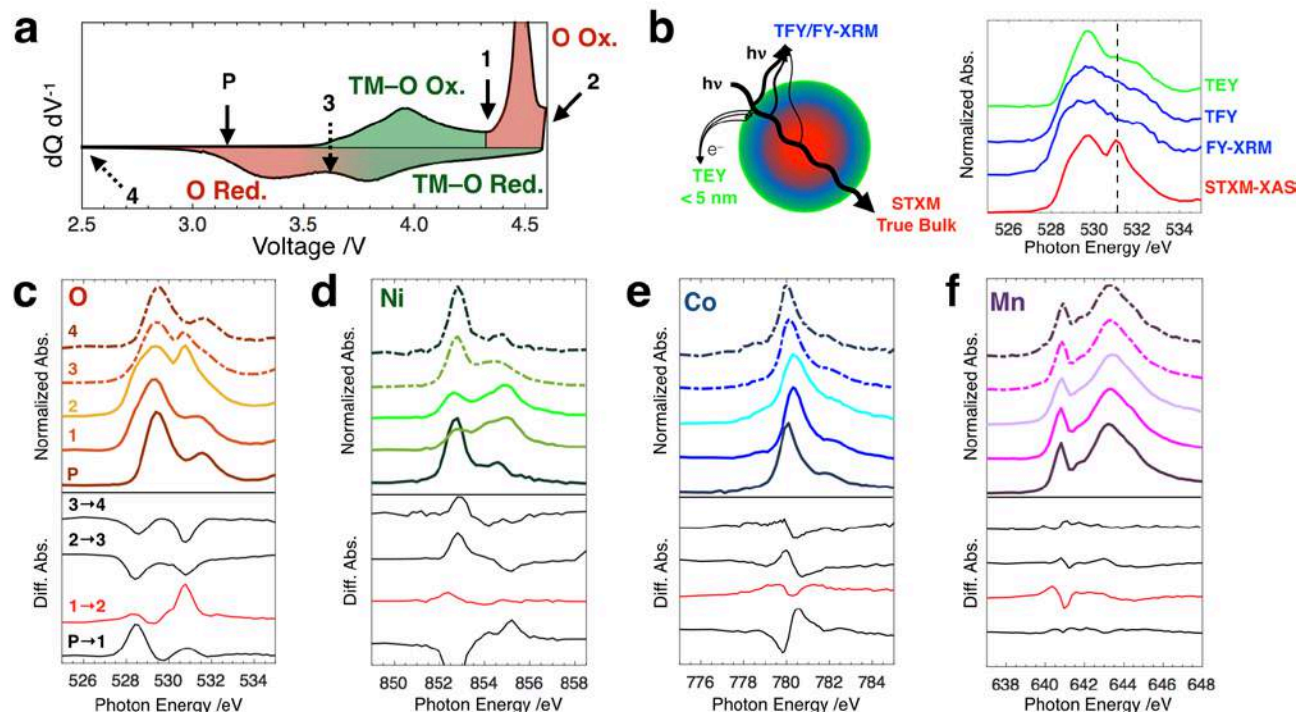 a
dQ dV-1
P
3
TM–O Ox.
1
O Ox.
2
4
O Red.
TM–O Red.
2.5 3.0 3.5 4.0 4.5
Voltage /V
b
TFY/FY-XRM
hν
hν
e-
TEY
< 5 nm
STXM
True Bulk
Normalized Abs.
TEY
TFY
FY-XRM
STXM-XAS
526 528 530 532 534
Photon Energy /eV
c
O
Normalized Abs.
4
3
2
1
P
Diff. Abs.
3→4
2→3
1→2
P→1
526 528 530 532 534
Photon Energy /eV
d
Ni
Normalized Abs.
Diff. Abs.
850 852 854 856 858
Photon Energy /eV
e
Co
Normalized Abs.
Diff. Abs.
776 778 780 782 784
Photon Energy /eV
f
Mn
Normalized Abs.
Diff. Abs.
638 640 642 644 646 648
Photon Energy /eV